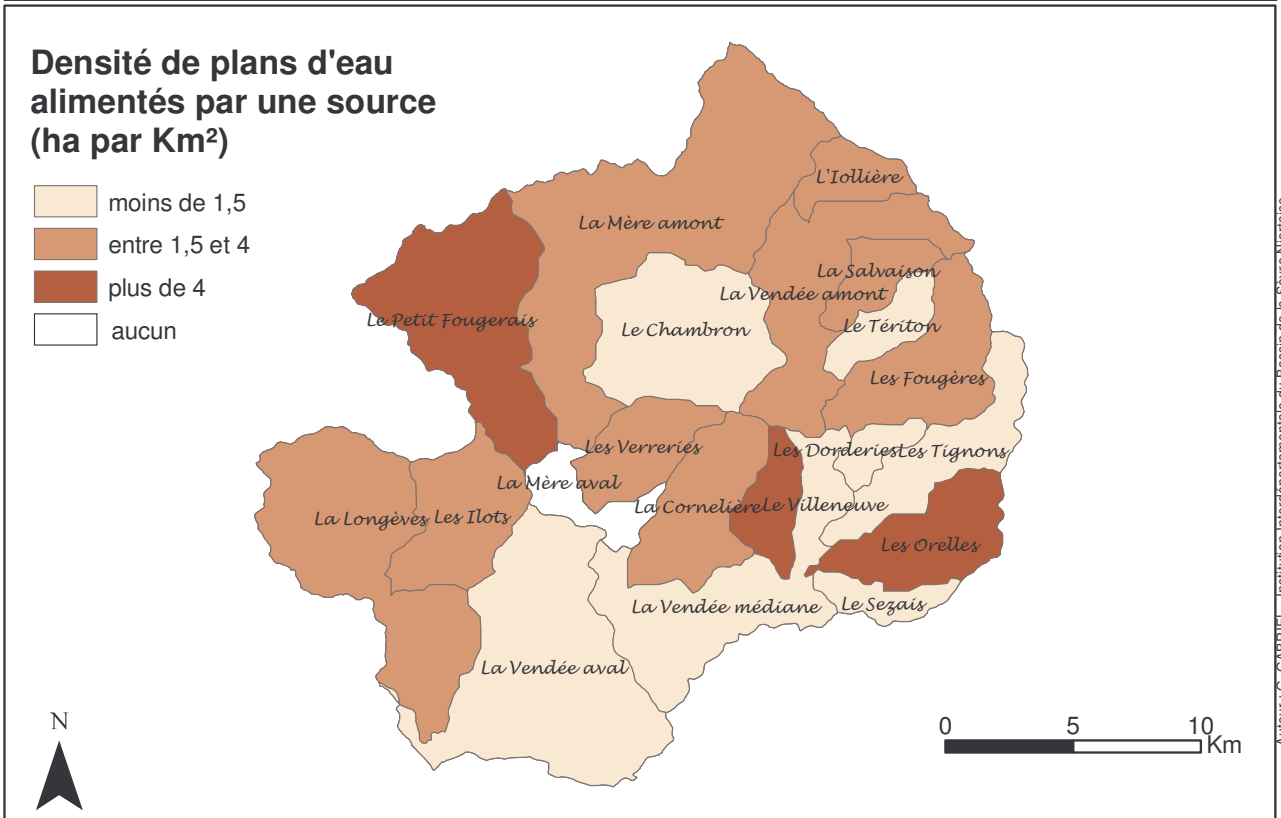 Densité de plans d'eau
alimentés par une source
(ha par Km²)
moins de 1,5
entre 1,5 et 4
plus de 4
aucun
L'Iollière
La Mère amont
La Salvaison
La Vendée amont
Le Petit Fougerais
Le Chambron
Le Tériton
Les Fougères
Les Verreries
Les Dorderies
Les Tignons
La Mère aval
La Longèves
Les Ilots
La Cornelière
Le Villeneuve
Les Orelles
La Vendée médiane
Le Sezais
La Vendée aval
N
0 5 10
Km